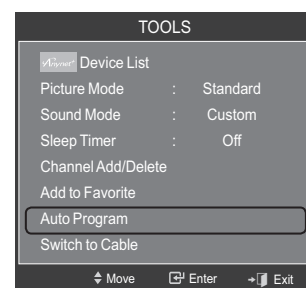 TOOLS
Anynet+ Device List
Picture Mode : Standard
Sound Mode : Custom
Sleep Timer : Off
Channel Add/Delete
Add to Favorite
Auto Program
Switch to Cable
Move Enter Exit